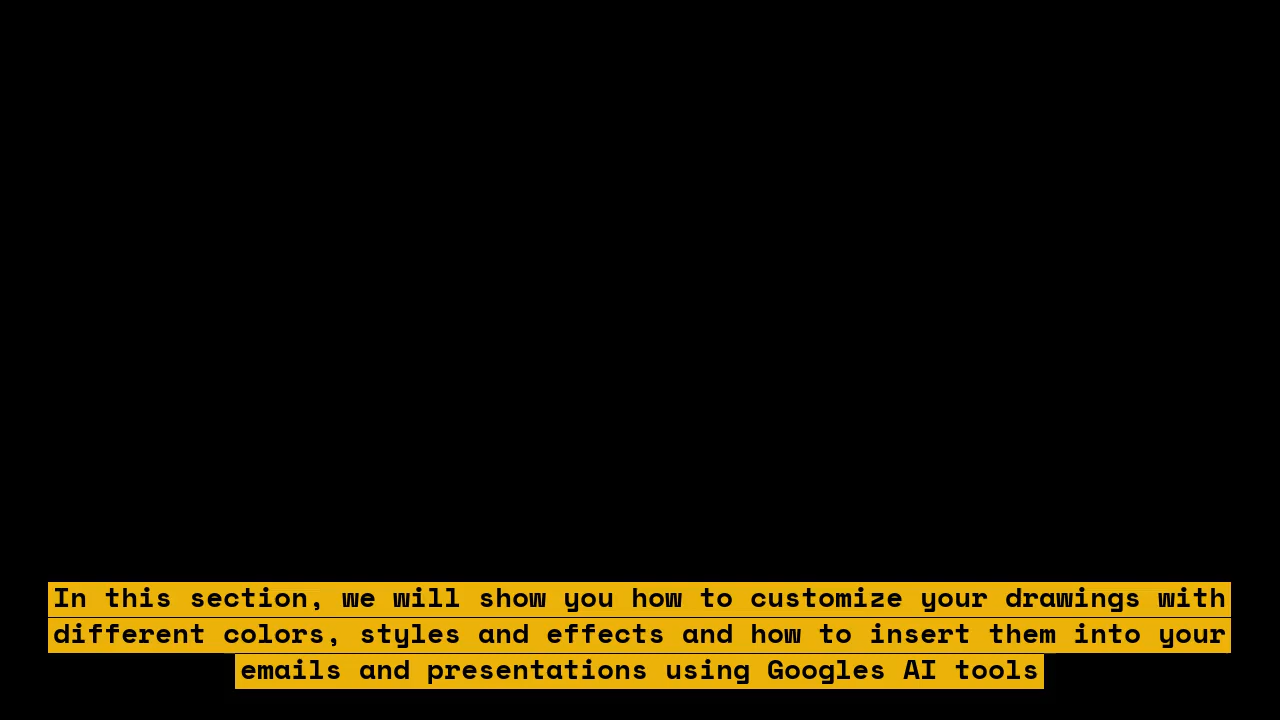 In this section, we will show you how to customize your drawings with
different colors, styles and effects and how to insert them into your
emails and presentations using Googles AI tools